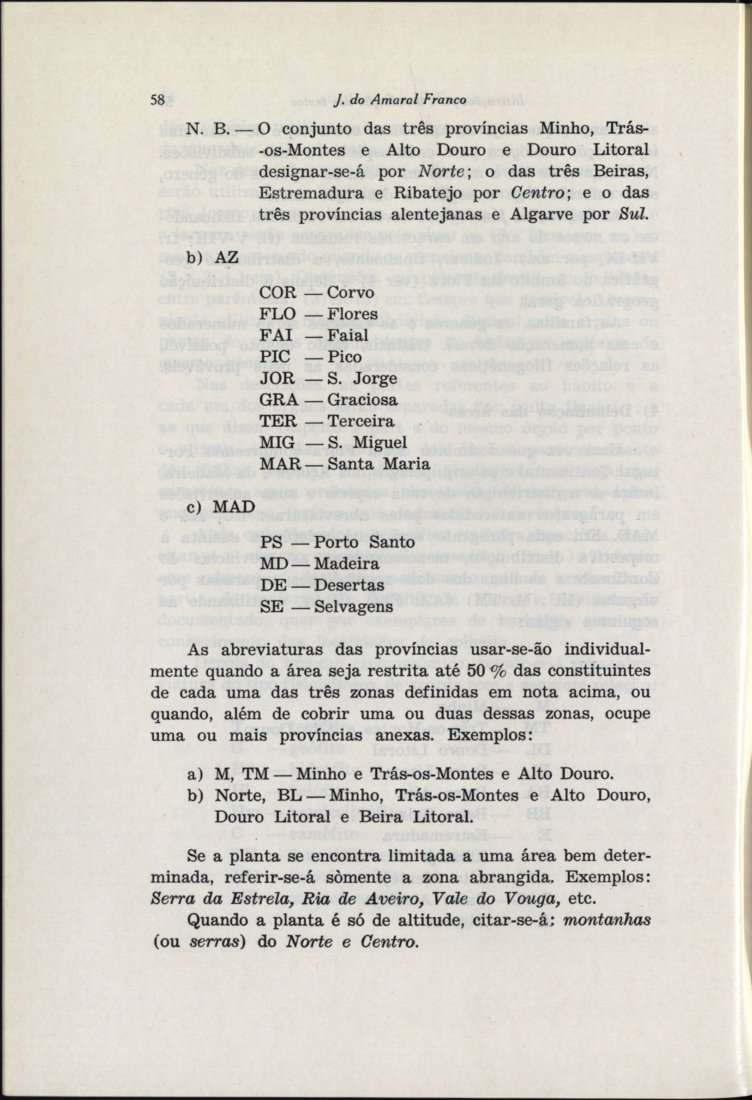 58
J. do Amaral Franco
N. B. — O conjunto das três províncias Minho, Trás-
-os-Montes e Alto Douro e Douro Litoral
designar-se-á por Norte; o das três Beiras,
Estremadura e Ribatejo por Centro; e o das
três províncias alentejanas e Algarve por Sul.
b) AZ
COR — Corvo
FLO — Flores
FAI — Faial
PIC — Pico
JOR — S. Jorge
GRA — Graciosa
TER — Terceira
MIG — S. Miguel
MAR — Santa Maria
c) MAD
PS — Porto Santo
MD — Madeira
DE — Desertas
SE — Selvagens
As abreviaturas das províncias usar-se-ão individual-
mente quando a área seja restrita até 50 % das constituintes
de cada uma das três zonas definidas em nota acima, ou
quando, além de cobrir uma ou duas dessas zonas, ocupe
uma ou mais províncias anexas. Exemplos:
a) M, TM — Minho e Trás-os-Montes e Alto Douro.
b) Norte, BL — Minho, Trás-os-Montes e Alto Douro,
Douro Litoral e Beira Litoral.
Se a planta se encontra limitada a uma área bem deter-
minada, referir-se-á sòmente a zona abrangida. Exemplos:
Serra da Estrela, Ria de Aveiro, Vale do Vouga, etc.
Quando a planta é só de altitude, citar-se-á: montanhas
(ou serras) do Norte e Centro.